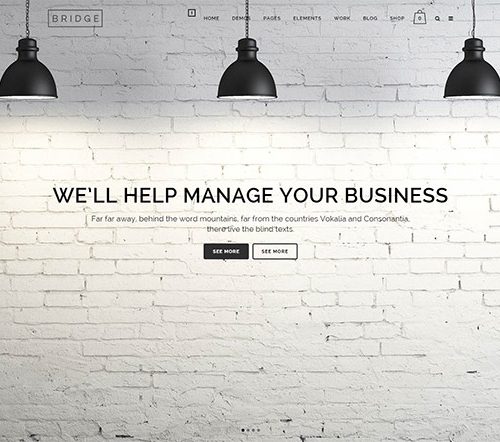 BRIDGE
HOME DEMOS PAGES ELEMENTS WORK BLOG SHOP 0
WE'LL HELP MANAGE YOUR BUSINESS
Far far away, behind the word mountains, far from the countries Vokalia and Consonantia,
there live the blind texts.
SEE MORE SEE MORE